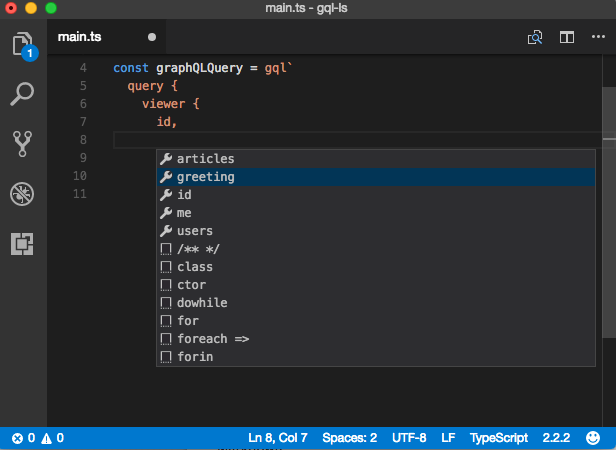 main.ts - gql-ls
main.ts
1
4 const graphQLQuery = gql`
5 query {
6 viewer {
7 id,
8
9
10
11
articles
greeting
id
me
users
/** */
class
ctor
dowhile
for
foreach =>
forin
0 0 Ln 8, Col 7 Spaces: 2 UTF-8 LF TypeScript 2.2.2